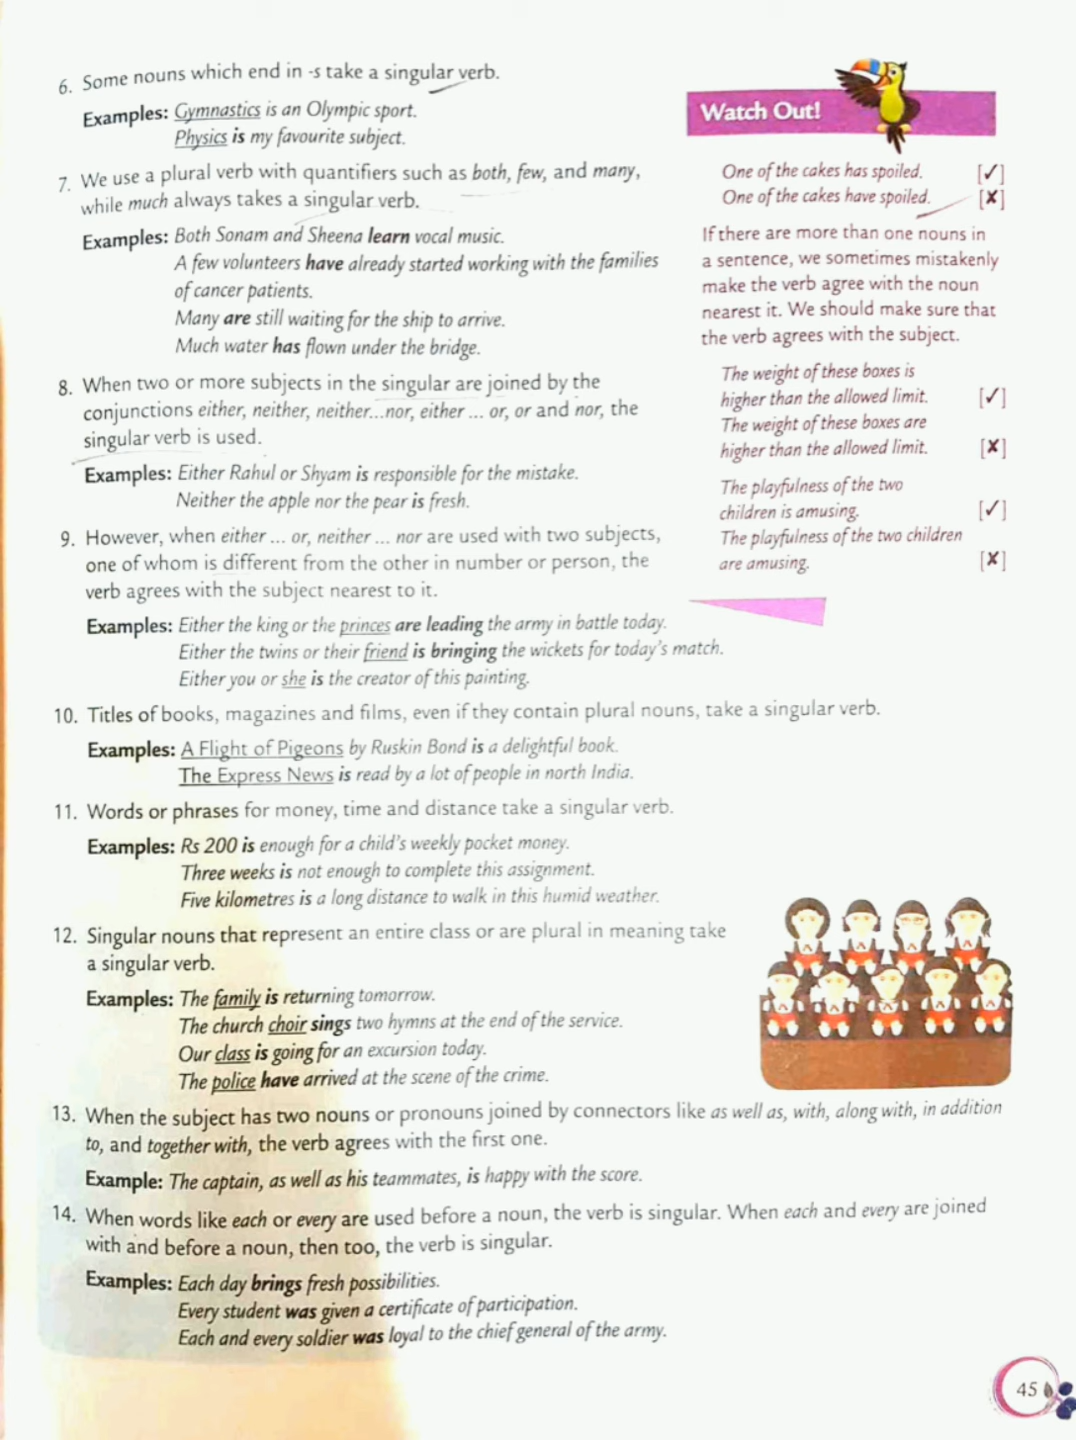 6. Some nouns which end in -s take a singular verb.
Examples: Gymnastics is an Olympic sport.
Physics is my favourite subject.
7. We use a plural verb with quantifiers such as both, few, and many,
while much always takes a singular verb.
Examples: Both Sonam and Sheena learn vocal music.
A few volunteers have already started working with the families
of cancer patients.
Many are still waiting for the ship to arrive.
Much water has flown under the bridge.
8. When two or more subjects in the singular are joined by the
conjunctions either, neither, neither...nor, either ... or, or and nor, the
singular verb is used.
Examples: Either Rahul or Shyam is responsible for the mistake.
Neither the apple nor the pear is fresh.
9. However, when either ... or, neither ... nor are used with two subjects,
one of whom is different from the other in number or person, the
verb agrees with the subject nearest to it.
Examples: Either the king or the princes are leading the army in battle today.
Either the twins or their friend is bringing the wickets for today's match.
Either you or she is the creator of this painting.
Watch Out!
One of the cakes has spoiled. [✓]
One of the cakes have spoiled. [✘]
If there are more than one nouns in
a sentence, we sometimes mistakenly
make the verb agree with the noun
nearest it. We should make sure that
the verb agrees with the subject.
The weight of these boxes is
higher than the allowed limit. [✓]
The weight of these boxes are
higher than the allowed limit. [✘]
The playfulness of the two
children is amusing. [✓]
The playfulness of the two children
are amusing. [✘]
10. Titles of books, magazines and films, even if they contain plural nouns, take a singular verb.
Examples: A Flight of Pigeons by Ruskin Bond is a delightful book.
The Express News is read by a lot of people in north India.
11. Words or phrases for money, time and distance take a singular verb.
Examples: Rs 200 is enough for a child's weekly pocket money.
Three weeks is not enough to complete this assignment.
Five kilometres is a long distance to walk in this humid weather.
12. Singular nouns that represent an entire class or are plural in meaning take
a singular verb.
Examples: The family is returning tomorrow.
The church choir sings two hymns at the end of the service.
Our class is going for an excursion today.
The police have arrived at the scene of the crime.
13. When the subject has two nouns or pronouns joined by connectors like as well as, with, along with, in addition
to, and together with, the verb agrees with the first one.
Example: The captain, as well as his teammates, is happy with the score.
14. When words like each or every are used before a noun, the verb is singular. When each and every are joined
with and before a noun, then too, the verb is singular.
Examples: Each day brings fresh possibilities.
Every student was given a certificate of participation.
Each and every soldier was loyal to the chief general of the army.
45